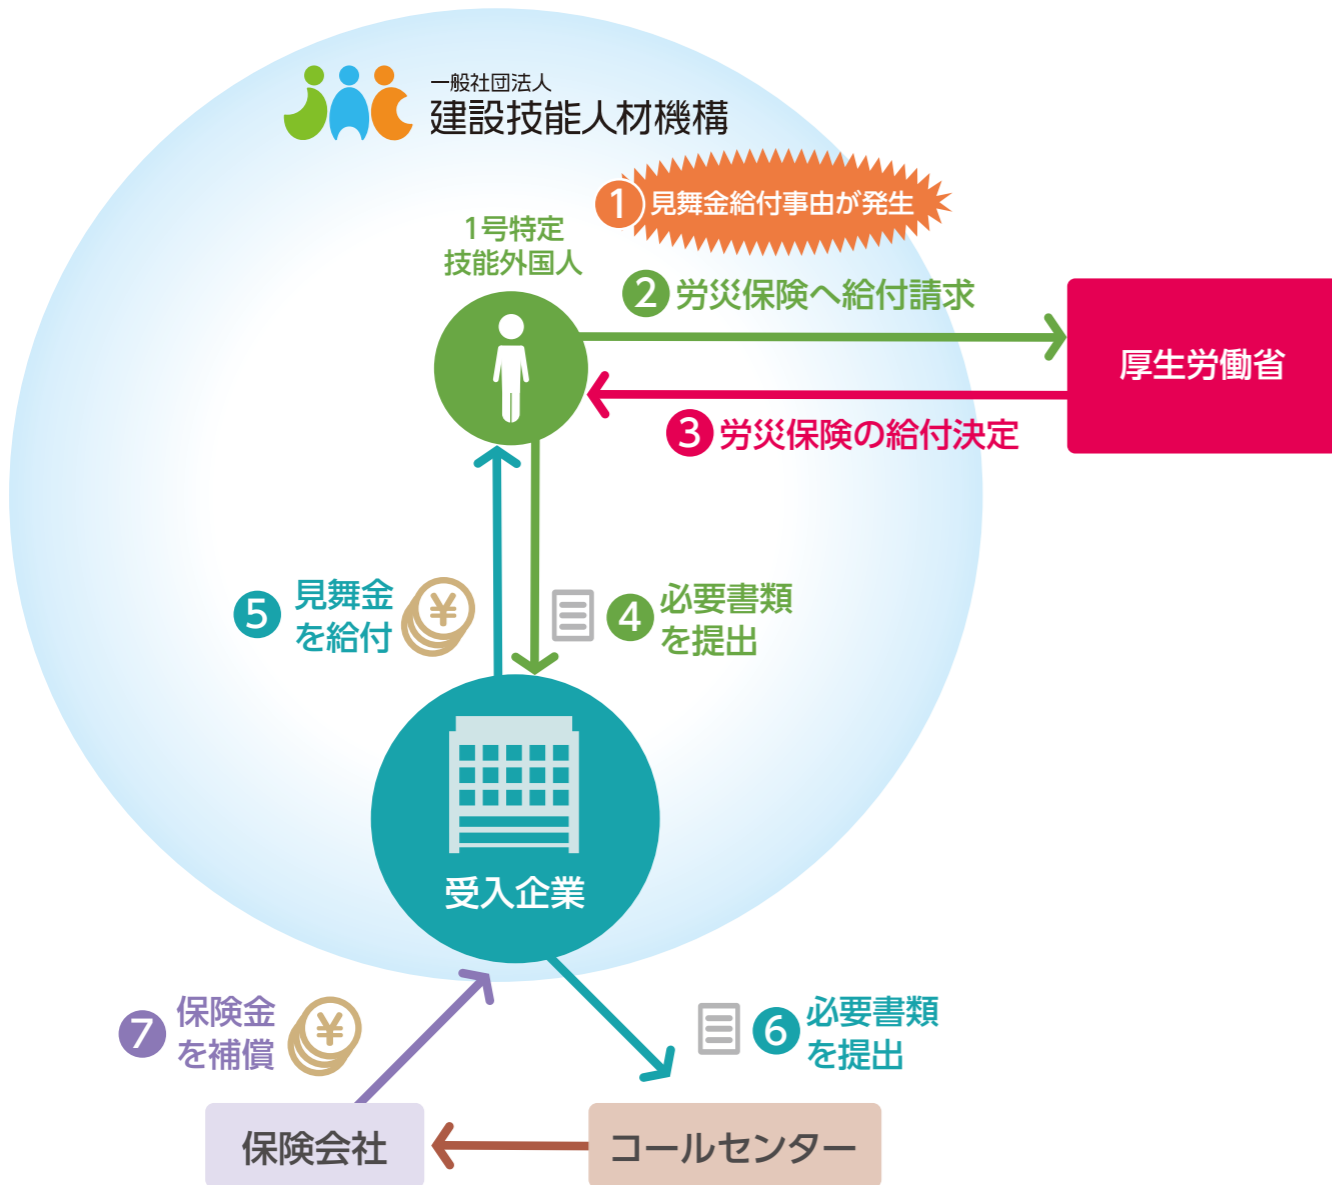 一般社団法人
建設技能人材機構
1 見舞金給付事由が発生
1号特定
技能外国人
2 労災保険へ給付請求
厚生労働省
3 労災保険の給付決定
5 見舞金
を給付
¥
4 必要書類
を提出
受入企業
7 保険金
を補償
¥
6 必要書類
を提出
保険会社
コールセンター